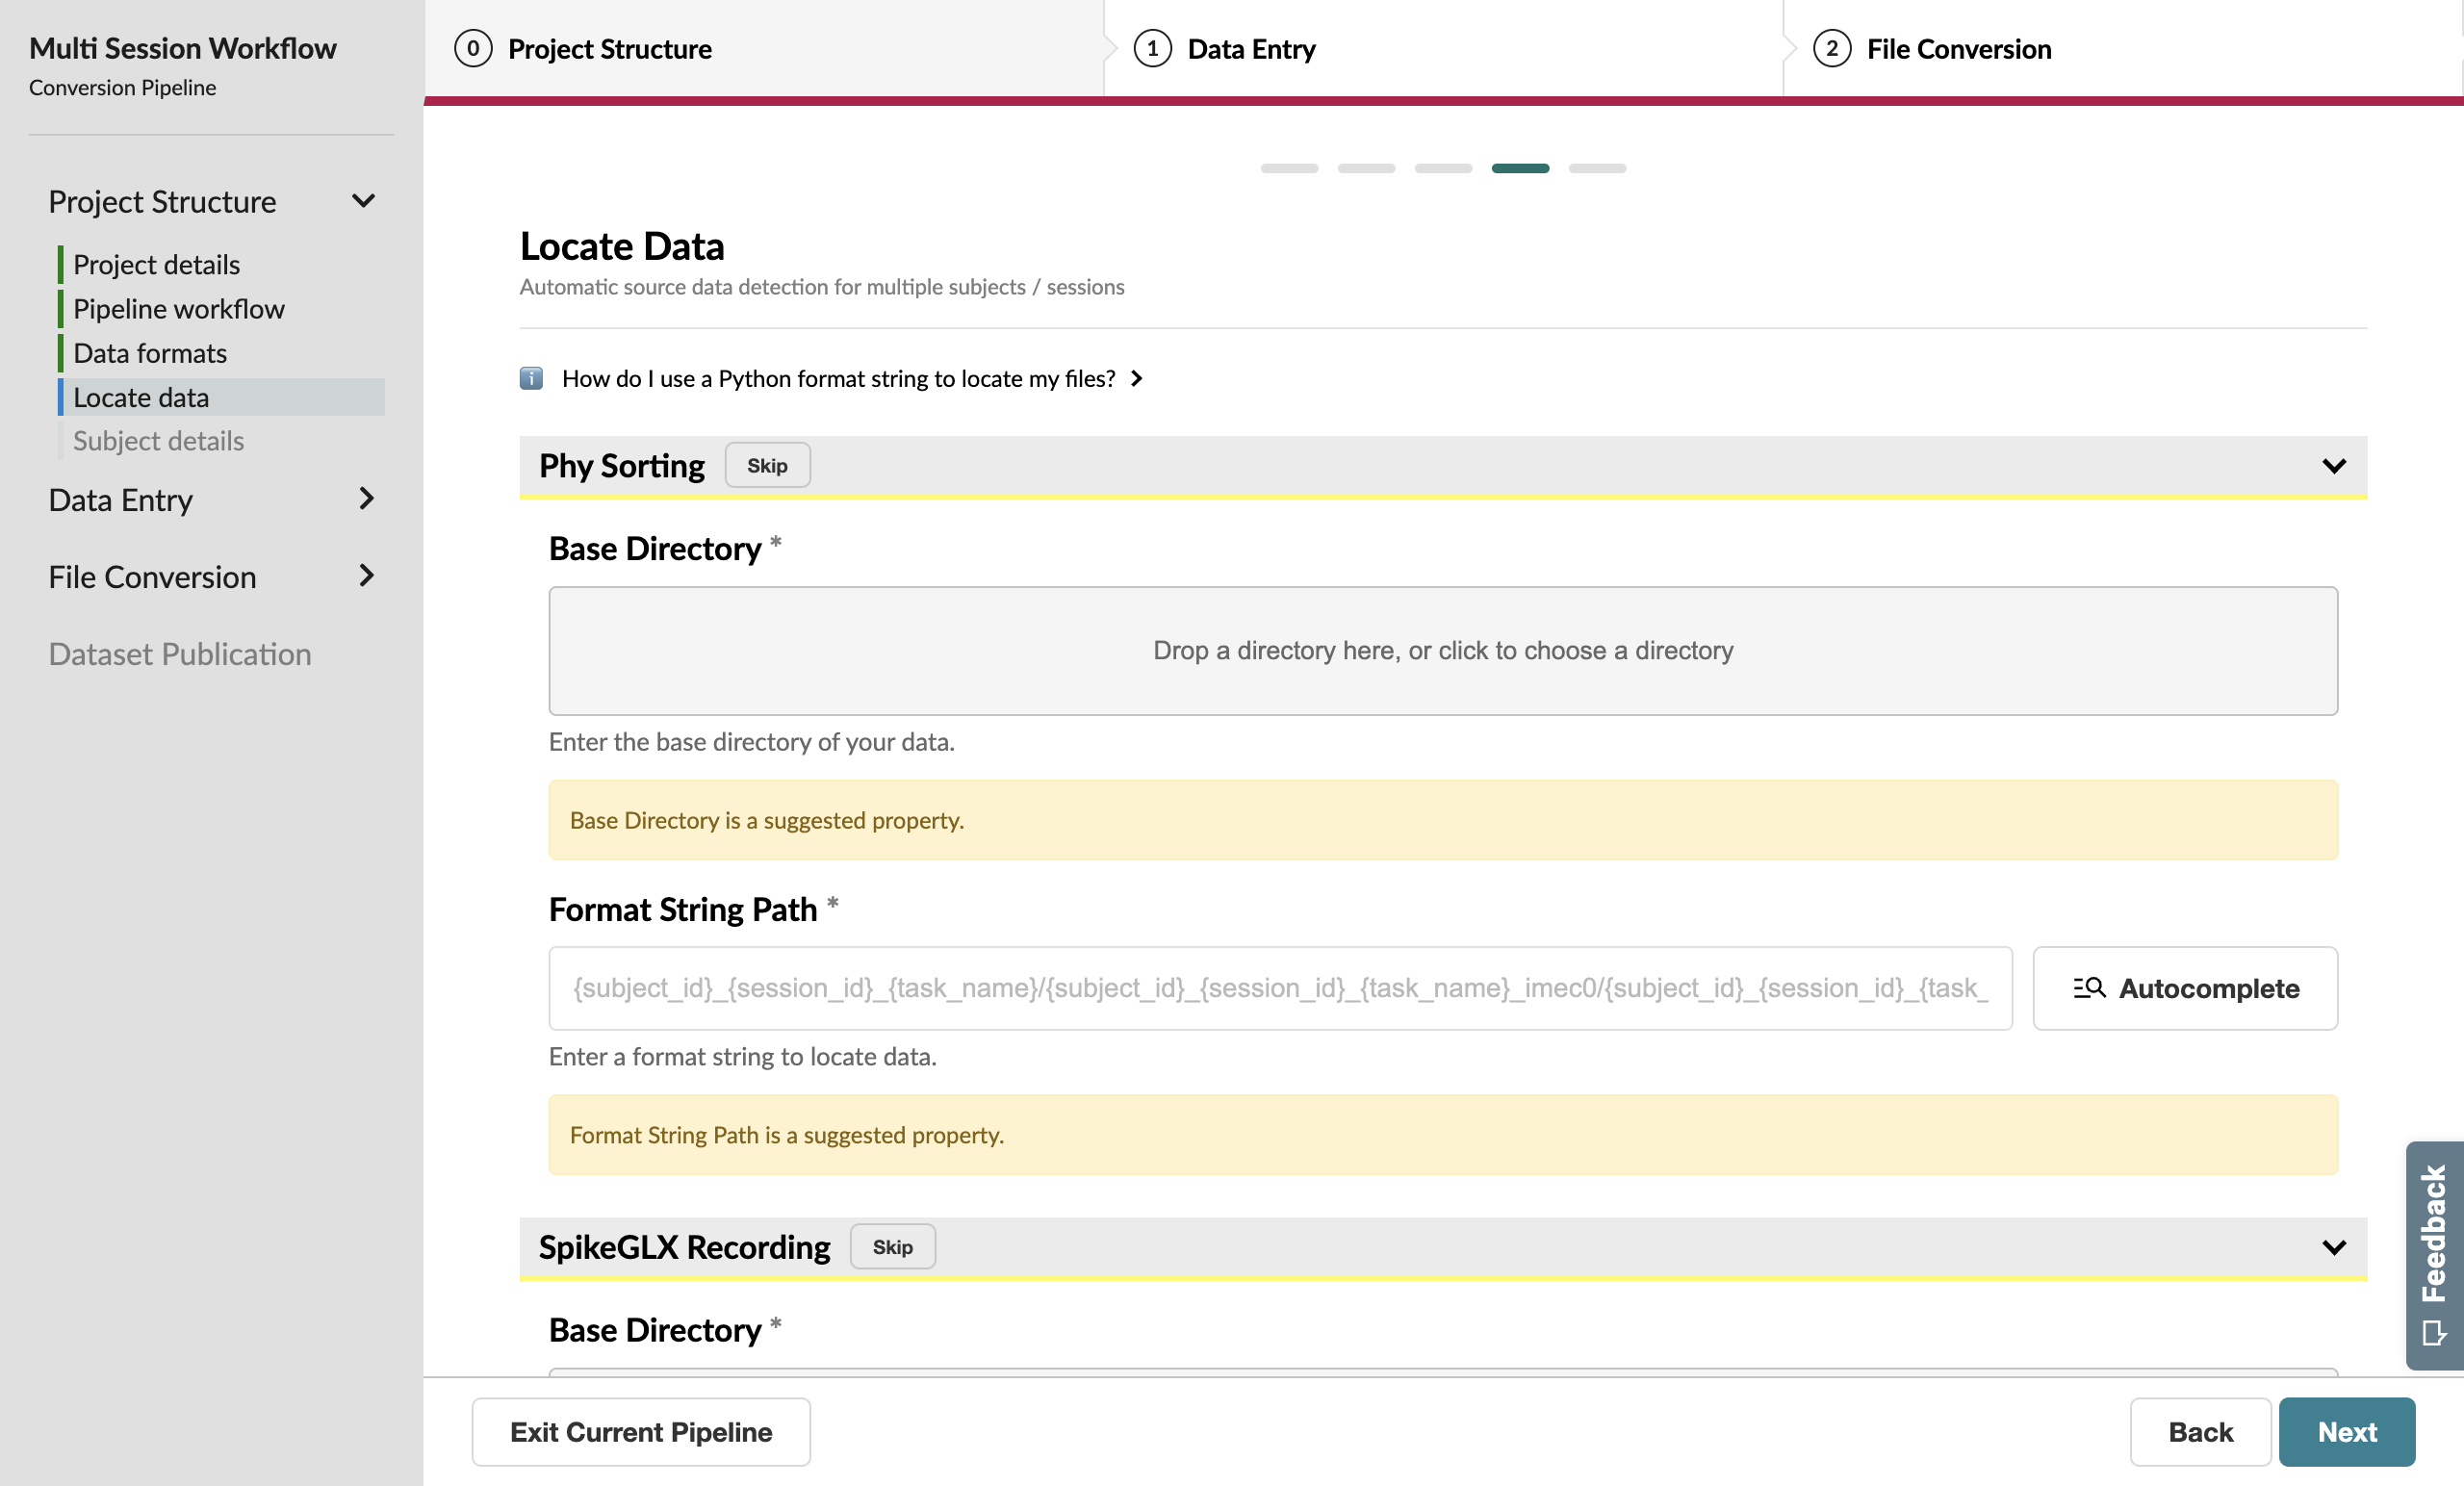 Multi Session Workflow
Conversion Pipeline
Project Structure
Project details
Pipeline workflow
Data formats
Locate data
Subject details
Data Entry
File Conversion
Dataset Publication
0 Project Structure
1 Data Entry
2 File Conversion
Locate Data
Automatic source data detection for multiple subjects / sessions
i How do I use a Python format string to locate my files?
Phy Sorting Skip
Base Directory *
Drop a directory here, or click to choose a directory
Enter the base directory of your data.
Base Directory is a suggested property.
Format String Path *
{subject_id}_{session_id}_{task_name}/{subject_id}_{session_id}_{task_name}_imec0/{subject_id}_{session_id}_{task_
Autocomplete
Enter a format string to locate data.
Format String Path is a suggested property.
SpikeGLX Recording Skip
Base Directory *
Feedback
Exit Current Pipeline
Back
Next